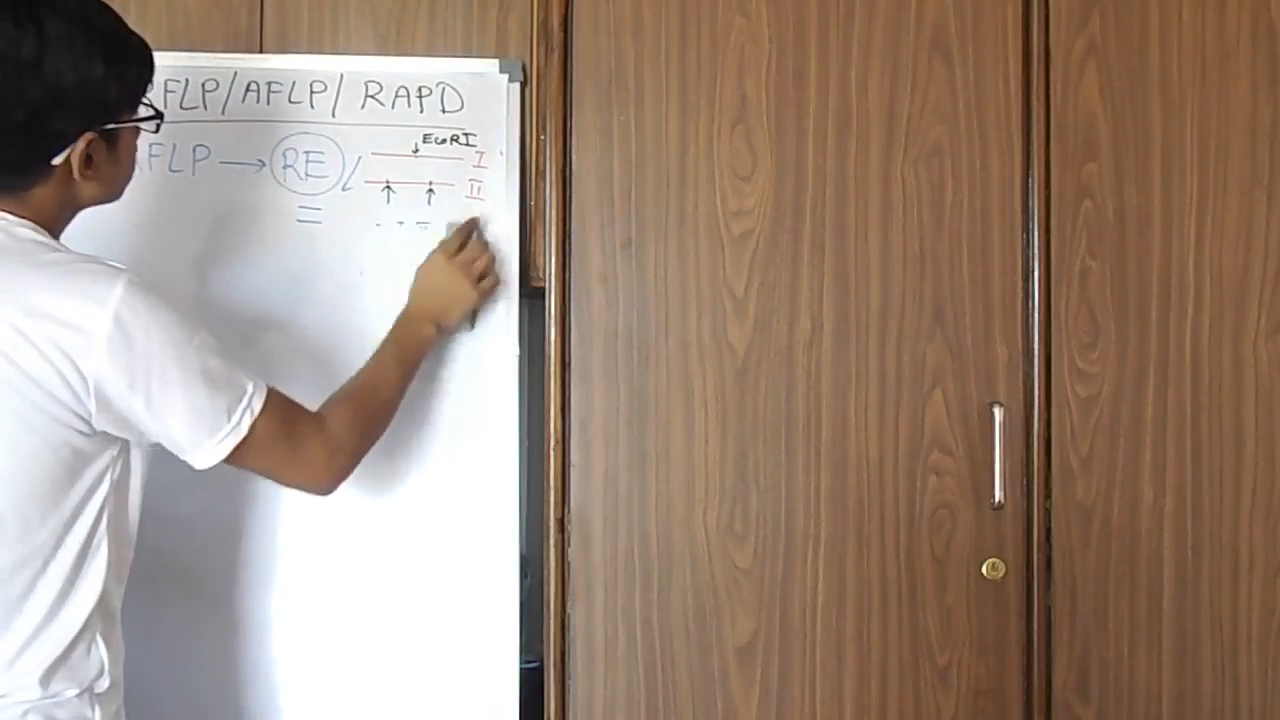 FLP/AFLP/ RAPD
EcoRI
FLP → RE I
II